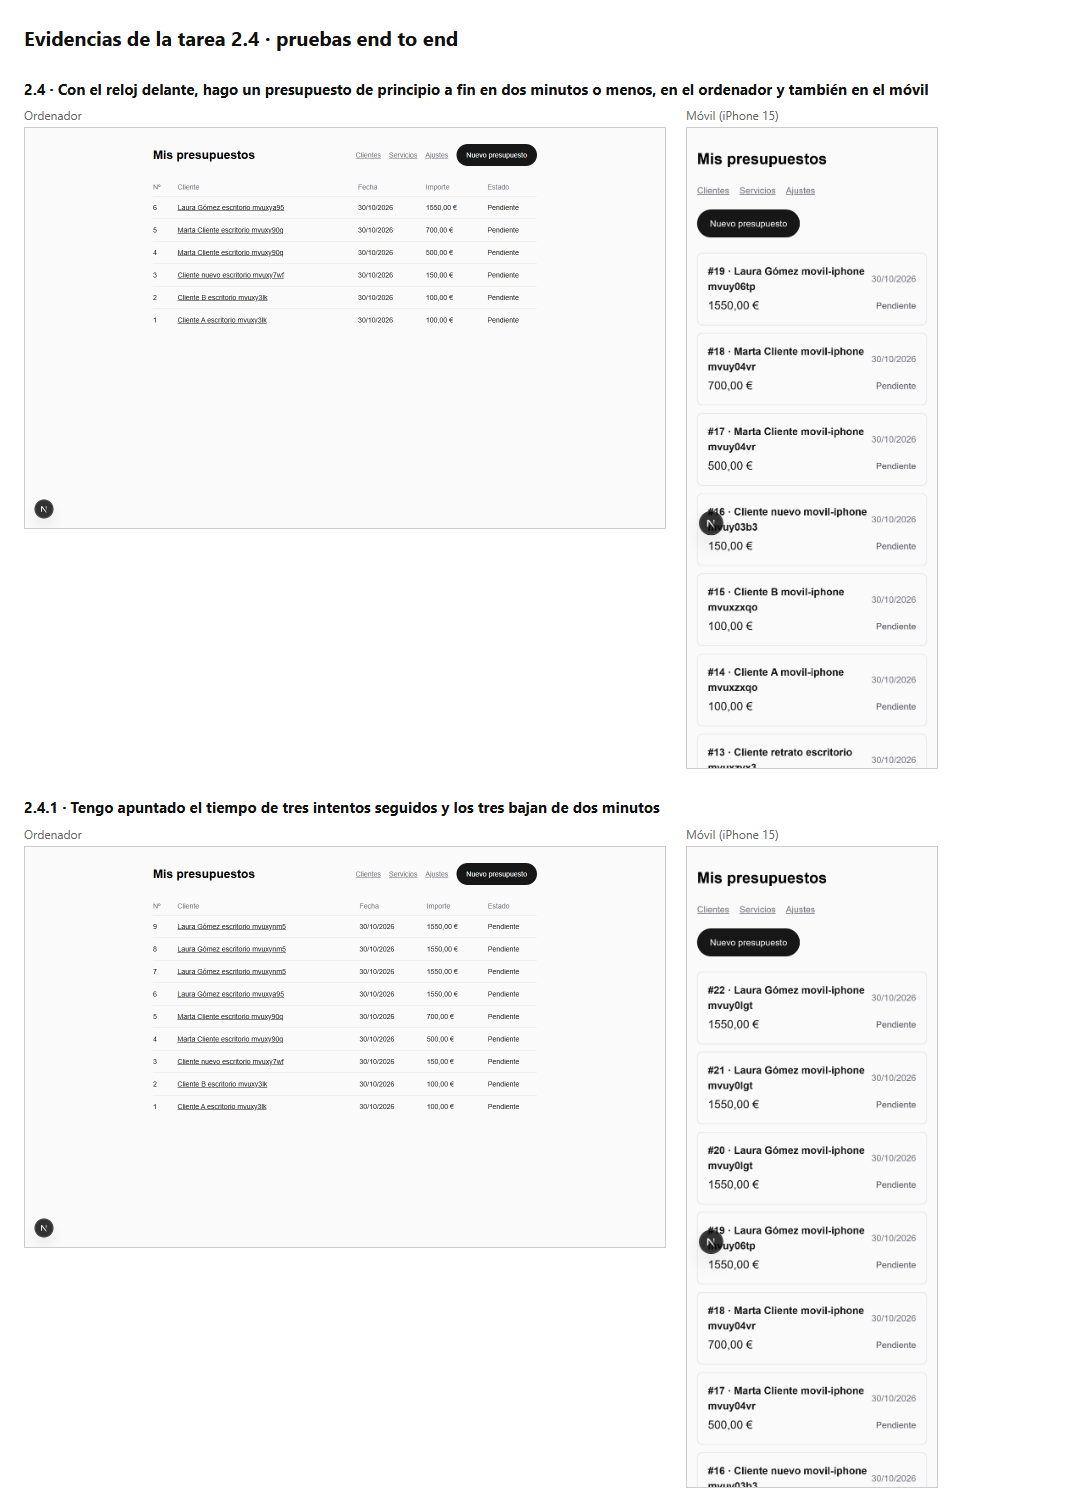 Evidencias de la tarea 2.4 · pruebas end to end
2.4 · Con el reloj delante, hago un presupuesto de principio a fin en dos minutos o menos, en el ordenador y también en el móvil
Ordenador
Mis presupuestos
Clientes Servicios Ajustes Nuevo presupuesto
Nº Cliente Fecha Importe Estado
6 Laura Gómez escritorio mvuxya95 30/10/2026 1550,00 € Pendiente
5 Marta Cliente escritorio mvuxy90q 30/10/2026 700,00 € Pendiente
4 Marta Cliente escritorio mvuxy90q 30/10/2026 500,00 € Pendiente
3 Cliente nuevo escritorio mvuxy7wf 30/10/2026 150,00 € Pendiente
2 Cliente B escritorio mvuxy3lk 30/10/2026 100,00 € Pendiente
1 Cliente A escritorio mvuxy3lk 30/10/2026 100,00 € Pendiente
N
Móvil (iPhone 15)
Mis presupuestos
Clientes Servicios Ajustes
Nuevo presupuesto
#19 · Laura Gómez movil-iphone
mvuy06tp
30/10/2026
1550,00 € Pendiente
#18 · Marta Cliente movil-iphone
mvuy04vr
30/10/2026
700,00 € Pendiente
#17 · Marta Cliente movil-iphone
mvuy04vr
30/10/2026
500,00 € Pendiente
#16 · Cliente nuevo movil-iphone
mvuy03b3
30/10/2026
N
150,00 € Pendiente
#15 · Cliente B movil-iphone
mvuxzxqo
30/10/2026
100,00 € Pendiente
#14 · Cliente A movil-iphone
mvuxzxqo
30/10/2026
100,00 € Pendiente
#13 · Cliente retrato escritorio
30/10/2026
2.4.1 · Tengo apuntado el tiempo de tres intentos seguidos y los tres bajan de dos minutos
Ordenador
Mis presupuestos
Clientes Servicios Ajustes Nuevo presupuesto
Nº Cliente Fecha Importe Estado
9 Laura Gómez escritorio mvuxynm5 30/10/2026 1550,00 € Pendiente
8 Laura Gómez escritorio mvuxynm5 30/10/2026 1550,00 € Pendiente
7 Laura Gómez escritorio mvuxynm5 30/10/2026 1550,00 € Pendiente
6 Laura Gómez escritorio mvuxya95 30/10/2026 1550,00 € Pendiente
5 Marta Cliente escritorio mvuxy90q 30/10/2026 700,00 € Pendiente
4 Marta Cliente escritorio mvuxy90q 30/10/2026 500,00 € Pendiente
3 Cliente nuevo escritorio mvuxy7wf 30/10/2026 150,00 € Pendiente
2 Cliente B escritorio mvuxy3lk 30/10/2026 100,00 € Pendiente
1 Cliente A escritorio mvuxy3lk 30/10/2026 100,00 € Pendiente
N
Móvil (iPhone 15)
Mis presupuestos
Clientes Servicios Ajustes
Nuevo presupuesto
#22 · Laura Gómez movil-iphone
mvuy0lgt
30/10/2026
1550,00 € Pendiente
#21 · Laura Gómez movil-iphone
mvuy0lgt
30/10/2026
1550,00 € Pendiente
#20 · Laura Gómez movil-iphone
mvuy0lgt
30/10/2026
1550,00 € Pendiente
#19 · Laura Gómez movil-iphone
mvuy06tp
30/10/2026
N
1550,00 € Pendiente
#18 · Marta Cliente movil-iphone
mvuy04vr
30/10/2026
700,00 € Pendiente
#17 · Marta Cliente movil-iphone
mvuy04vr
30/10/2026
500,00 € Pendiente
#16 · Cliente nuevo movil-iphone
mvuy03b3
30/10/2026